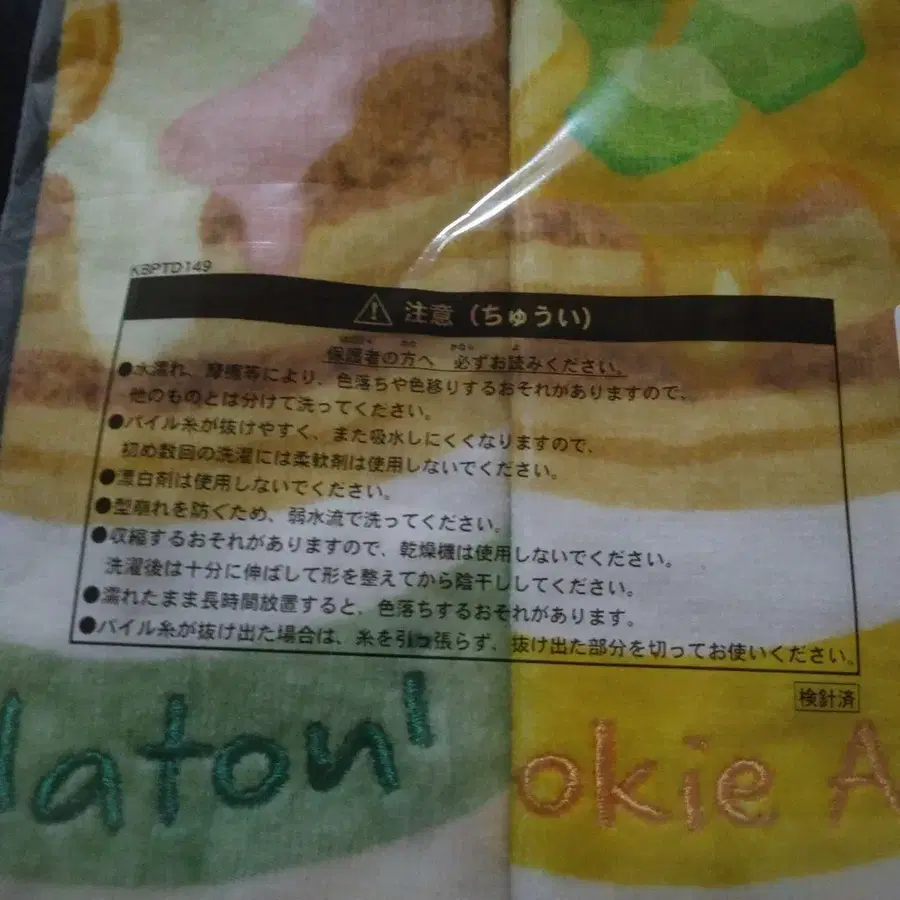 KBPTD149
⚠ 注意（ちゅうい）
保護者の方へ 必ずお読みください。
●水濡れ、摩擦等により、色落ちや色移りするおそれがありますので、
他のものとは分けて洗ってください。
●パイル糸が抜けやすく、また吸水しにくくなりますので、
初め数回の洗濯には柔軟剤は使用しないでください。
●漂白剤は使用しないでください。
●型崩れを防ぐため、弱水流で洗ってください。
●収縮するおそれがありますので、乾燥機は使用しないでください。
洗濯後は十分に伸ばして形を整えてから陰干ししてください。
●濡れたまま長時間放置すると、色落ちするおそれがあります。
●パイル糸が抜け出た場合は、糸を引っ張らず、抜け出た部分を切ってお使いください。
検針済
laton!
okie A